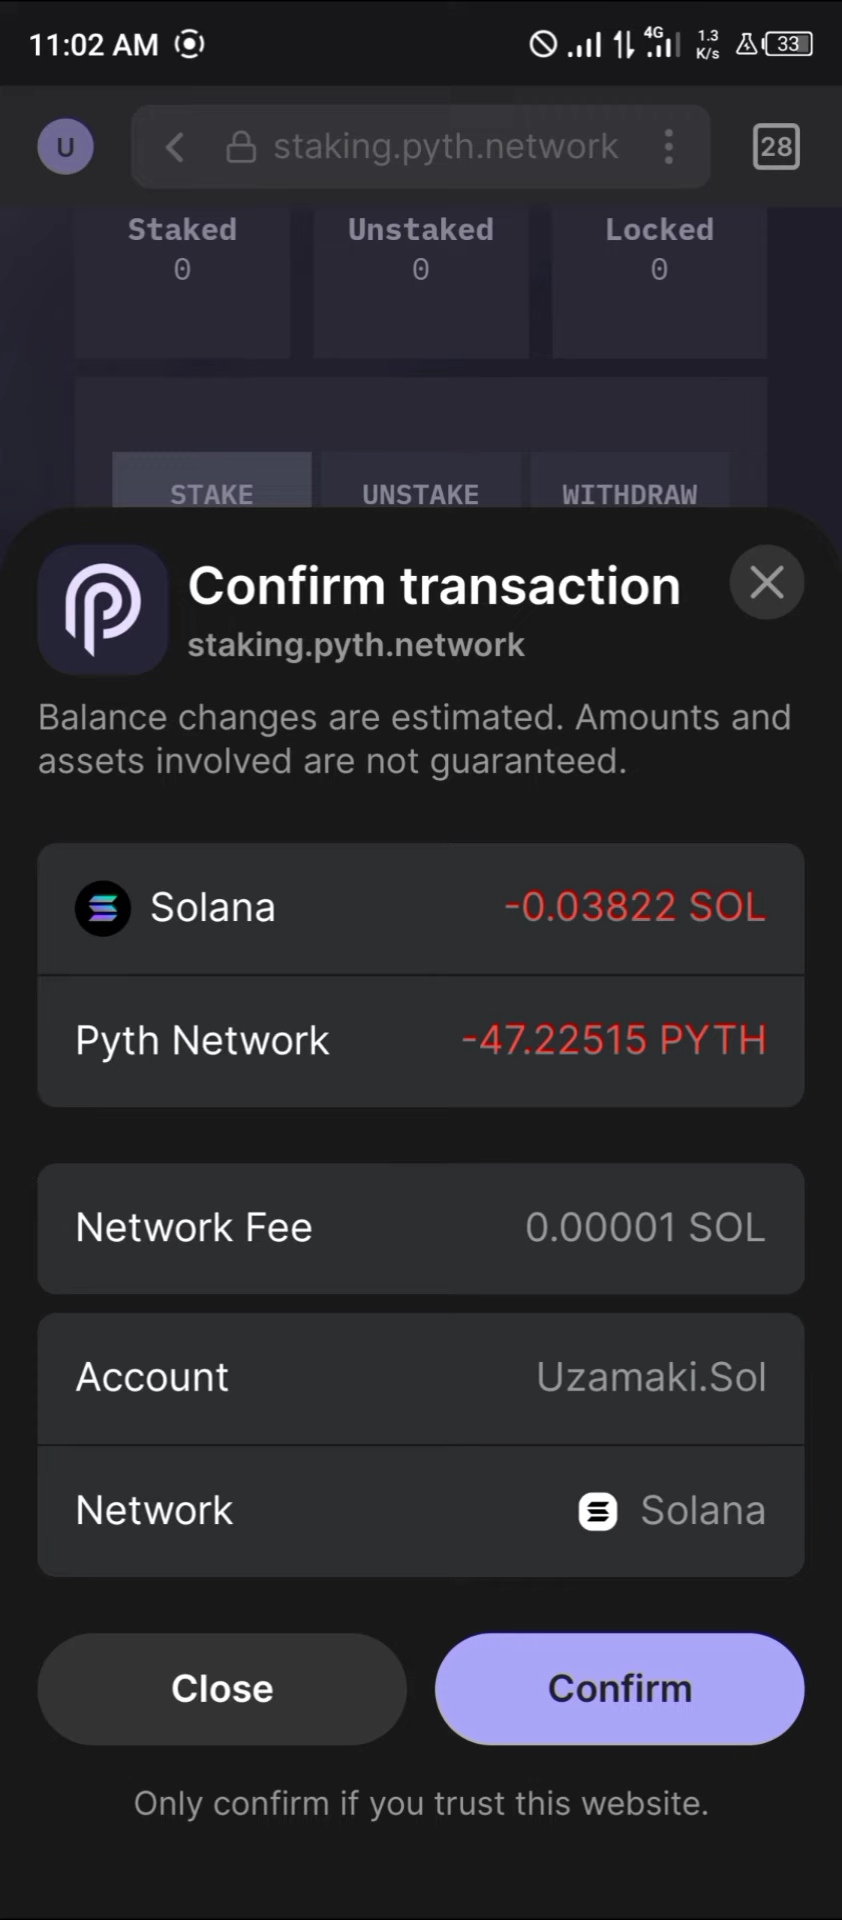 11:02 AM
4G
1.3
K/s
33
U
staking.pyth.network
28
Staked Unstaked Locked
0 0 0
STAKE UNSTAKE WITHDRAW
Confirm transaction
staking.pyth.network
Balance changes are estimated. Amounts and
assets involved are not guaranteed.
Solana -0.03822 SOL
Pyth Network -47.22515 PYTH
Network Fee 0.00001 SOL
Account Uzamaki.Sol
Network Solana
Close Confirm
Only confirm if you trust this website.